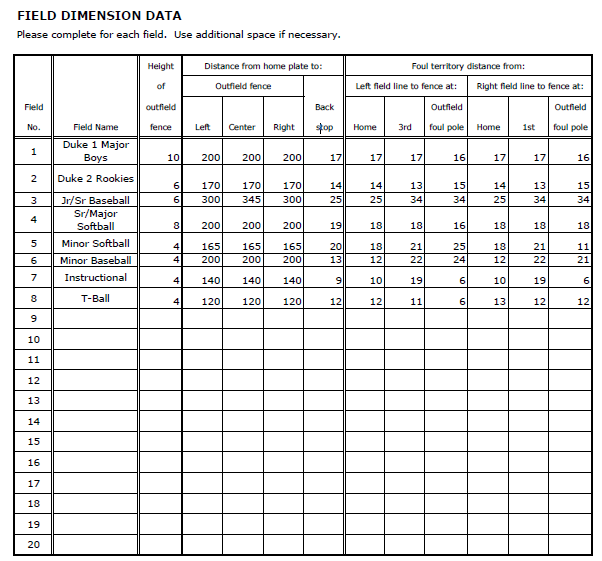 FIELD DIMENSION DATA
Please complete for each field. Use additional space if necessary.
Height Distance from home plate to: Foul territory distance from:
of Outfield fence Left field line to fence at: Right field line to fence at:
Field outfield Back Outfield Outfield
No. Field Name fence Left Center Right stop Home 3rd foul pole Home 1st foul pole
1 Duke 1 Major
Boys 10 200 200 200 17 17 17 16 17 17 16
2 Duke 2 Rookies 6 170 170 170 14 14 13 15 14 13 15
3 Jr/Sr Baseball 6 300 345 300 25 25 34 34 25 34 34
4 Sr/Major
Softball 8 200 200 200 19 18 18 16 18 18 18
5 Minor Softball 4 165 165 165 20 18 21 25 18 21 11
6 Minor Baseball 4 200 200 200 13 12 22 24 12 22 21
7 Instructional 4 140 140 140 9 10 19 6 10 19 6
8 T-Ball 4 120 120 120 12 12 11 6 13 12 12
9
10
11
12
13
14
15
16
17
18
19
20